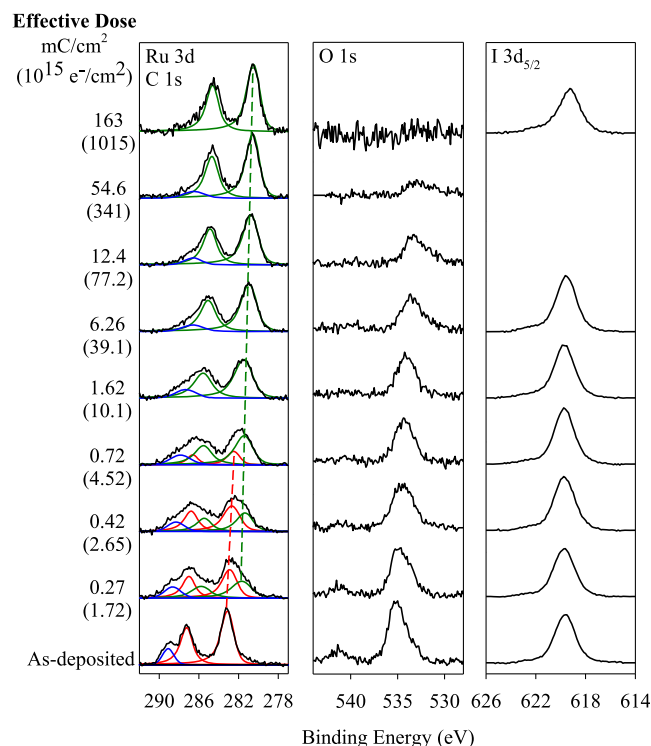 Effective Dose
mC/cm²
(10¹⁵ e⁻/cm²)
Ru 3d
C 1s
O 1s
I 3d₅/₂
163
(1015)
54.6
(341)
12.4
(77.2)
6.26
(39.1)
1.62
(10.1)
0.72
(4.52)
0.42
(2.65)
0.27
(1.72)
As-deposited
290 286 282 278
540 535 530
626 622 618 614
Binding Energy (eV)